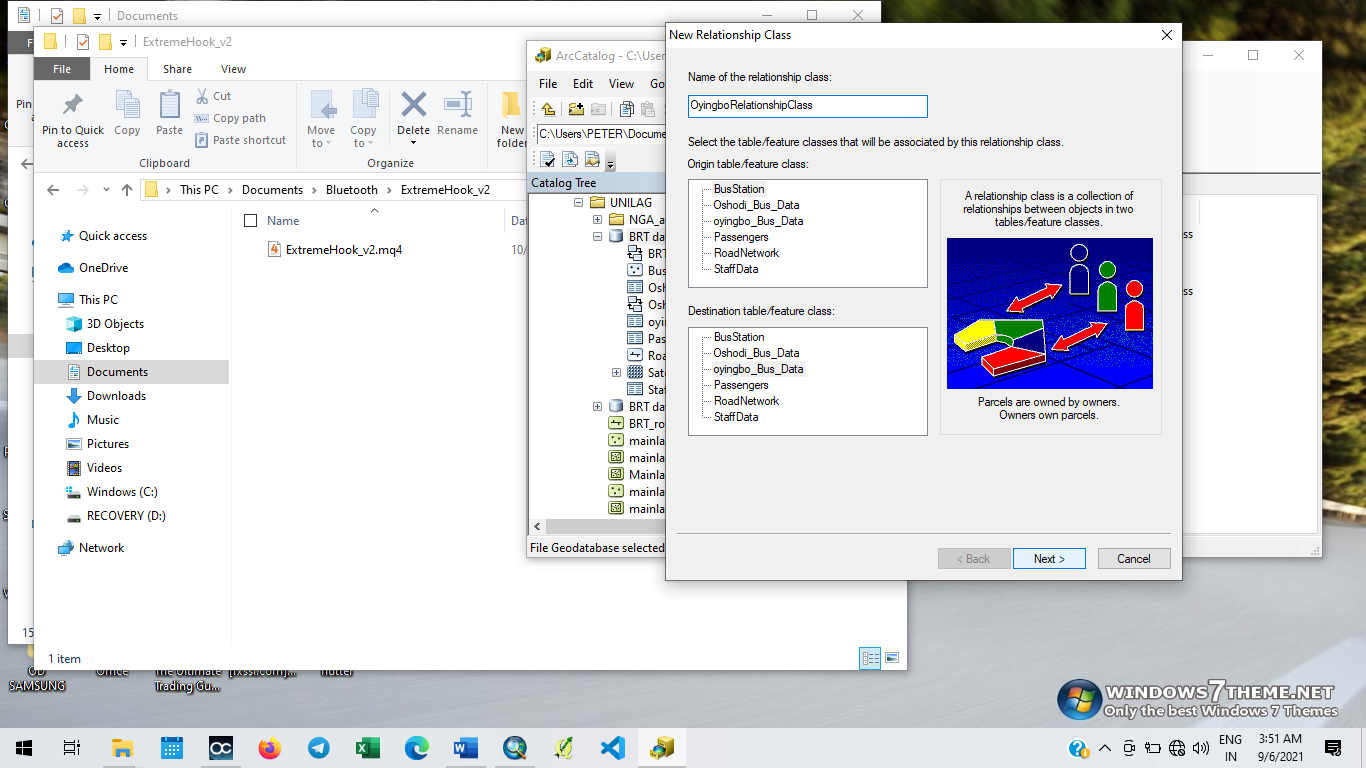 Documents
ExtremeHook_v2
File
Home
Share
View
Pin to Quick access
Copy
Paste
Cut
Copy path
Paste shortcut
Clipboard
Move to
Copy to
Delete
Rename
Organize
New folder
This PC > Documents > Bluetooth > ExtremeHook_v2
Name
ExtremeHook_v2.mq4
10/
Quick access
OneDrive
This PC
3D Objects
Desktop
Documents
Downloads
Music
Pictures
Videos
Windows (C:)
RECOVERY (D:)
Network
1 item
15
ArcCatalog - C:\User
File
Edit
View
Go
C:\Users\PETER\Docume
Catalog Tree
UNILAG
NGA_a
BRT da
BRT
Bus
Osh
Osh
oyi
Pas
Roa
Sate
Sta
BRT da
BRT_ro
mainla
mainla
Mainla
mainla
mainla
File Geodatabase selected
New Relationship Class
Name of the relationship class:
OyingboRelationshipClass
Select the table/feature classes that will be associated by this relationship class.
Origin table/feature class:
BusStation
Oshodi_Bus_Data
oyingbo_Bus_Data
Passengers
RoadNetwork
StaffData
Destination table/feature class:
BusStation
Oshodi_Bus_Data
oyingbo_Bus_Data
Passengers
RoadNetwork
StaffData
A relationship class is a collection of
relationships between objects in two
tables/feature classes.
Parcels are owned by owners.
Owners own parcels.
< Back
Next >
Cancel
ss
ss
SAMSUNG
Office
The Ultimate
Trading Gu...
WINDOWS7THEME.NET
Only the best Windows 7 Themes
ENG
IN
3:51 AM
9/6/2021